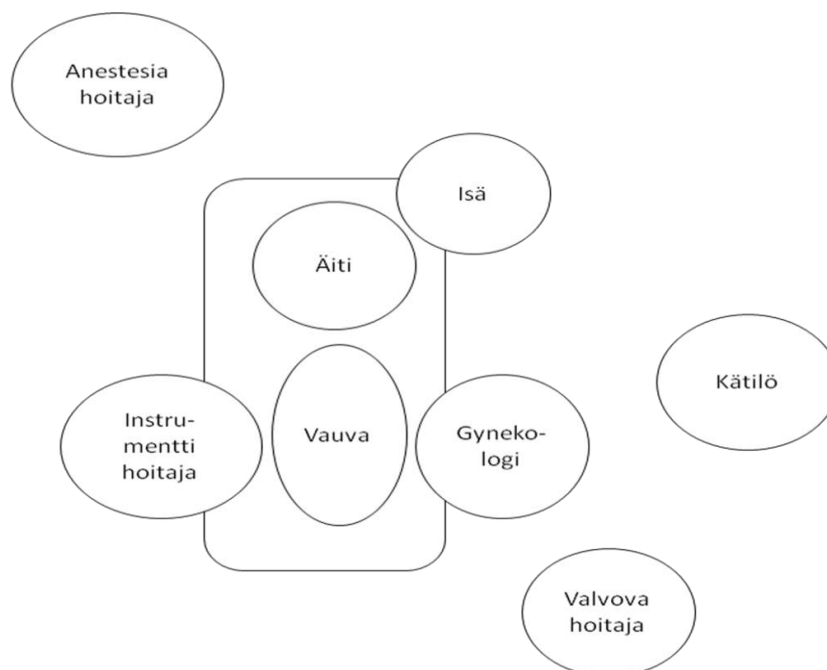 Anestesia
hoitaja
Isä
Äiti
Kätilö
Instru-
mentti
hoitaja
Vauva
Gyneko-
logi
Valvova
hoitaja